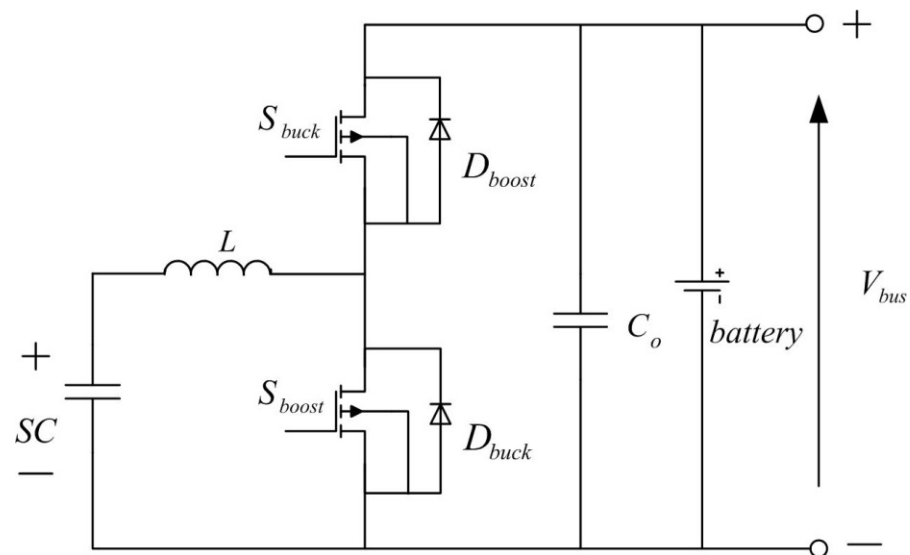 +
S_buck
D_boost
L
V_bus
C_o
+
-
battery
+
SC
−
S_boost
D_buck
−